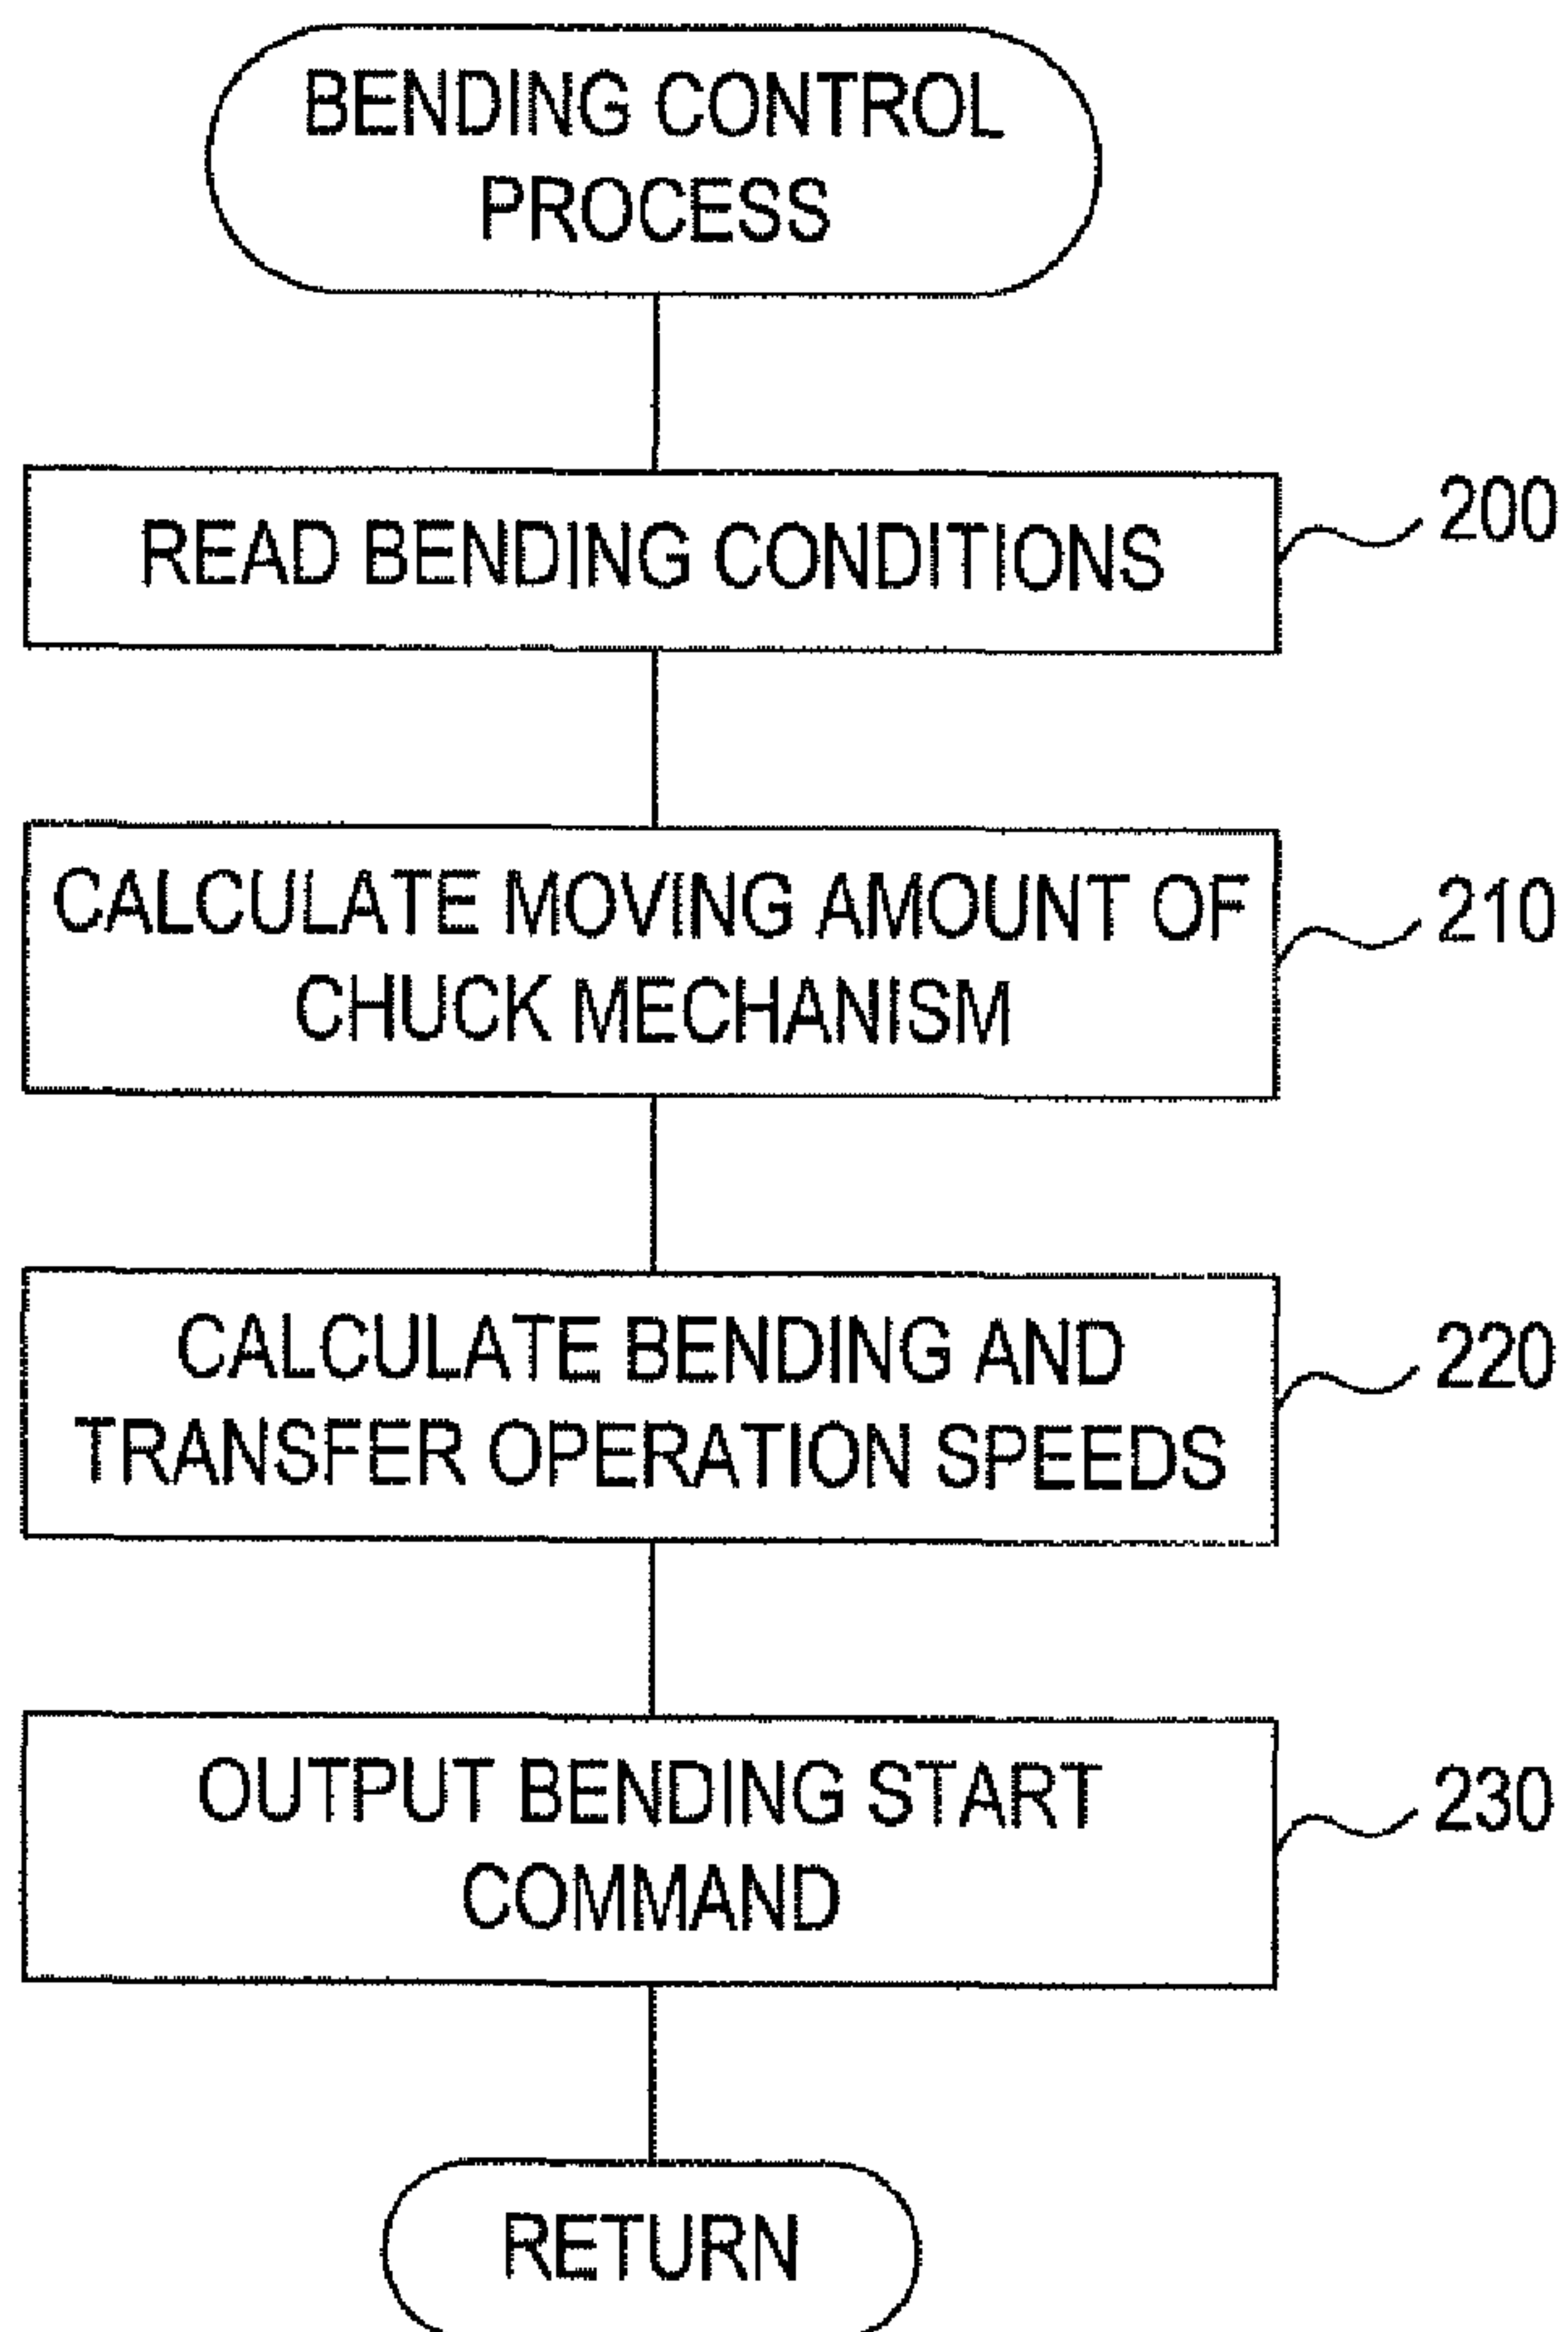 BENDING CONTROL
PROCESS
READ BENDING CONDITIONS
200
CALCULATE MOVING AMOUNT OF
CHUCK MECHANISM
210
CALCULATE BENDING AND
TRANSFER OPERATION SPEEDS
220
OUTPUT BENDING START
COMMAND
230
RETURN